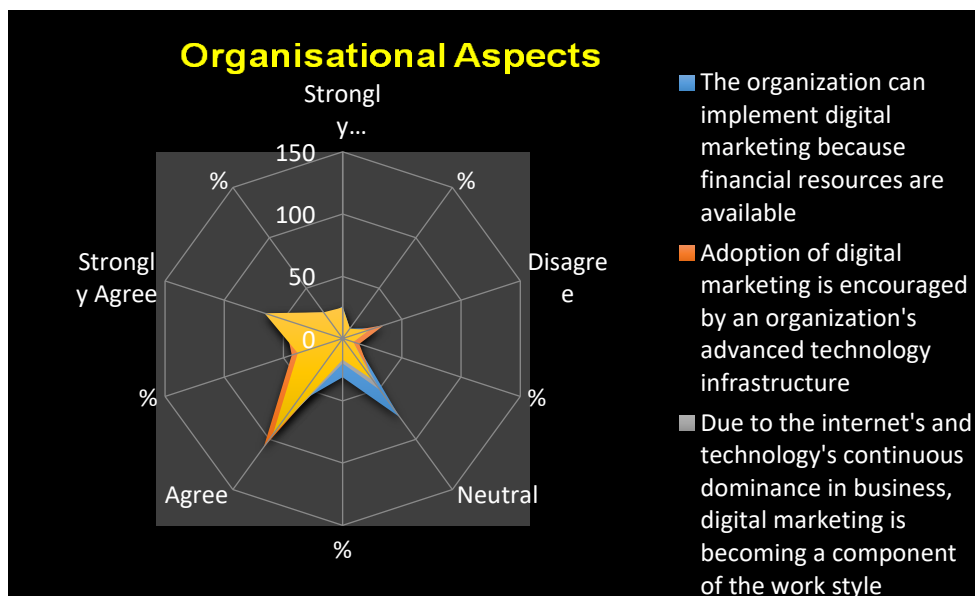 Organisational Aspects
Strongl
y...
%
Disagre
e
%
Neutral
%
Agree
%
Strongl
y Agree
%
150
100
50
0
The organization can
implement digital
marketing because
financial resources are
available
Adoption of digital
marketing is encouraged
by an organization's
advanced technology
infrastructure
Due to the internet's and
technology's continuous
dominance in business,
digital marketing is
becoming a component
of the work style